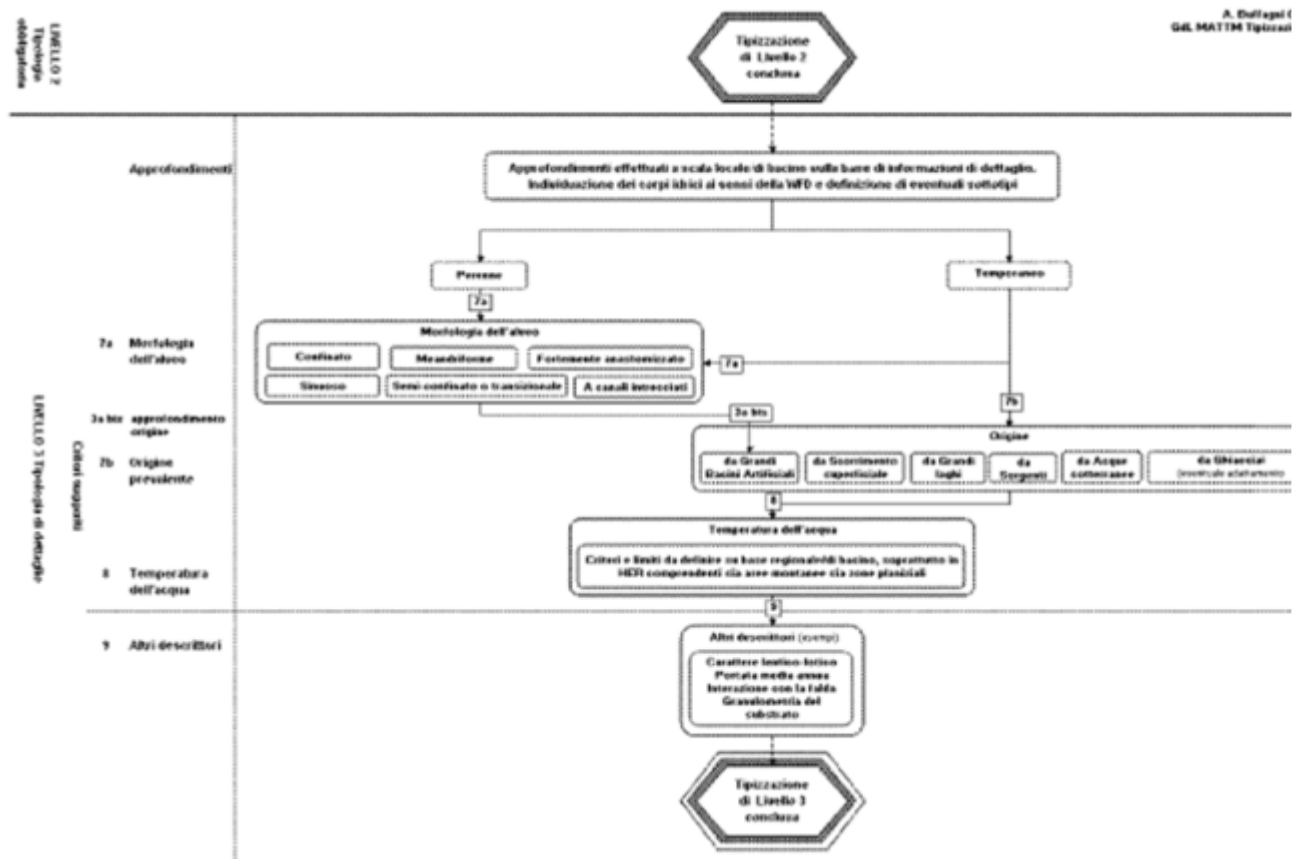 LIVELLO 2
Tipologia
obbligatoria
Tipizzazione
di Livello 2
conclusa
GdL MATTM
Approfondimenti
Approfondimenti effettuati a scala locale/di bacino sulla base di informazioni di dettaglio.
Individuazione dei corpi idrici ai sensi della WFD e definizione di eventuali sottotipi
Perenne
Temporaneo
7a
7a Morfologia
dell'alveo
Morfologia dell'alveo
Confinato
Meandriforme
Fortemente anastomizzato
Sinuoso
Semi-confinato o transizionale
A canali intrecciati
7a
7b
3a bis
3a bis approfondimento
origine
7b Origine
prevalente
Origine
da Grandi
Bacini Artificiali
da Scorrimento
superficiale
da Grandi
laghi
da
Sorgenti
da Acque
sotterranee
da Ghiacciai
8
8 Temperatura
dell'acqua
Temperatura dell'acqua
Criteri e limiti da definire su base regionale/di bacino, soprattutto in
HER comprendenti sia aree montane sia zone planiziali
LIVELLO 3 Tipologia di dettaglio
Criteri suggeriti
9
9 Altri descrittori
Altri descrittori (esempi)
Carattere lentico-lotico
Portata media annua
Interazione con la falda
Granulometria del
substrato
Tipizzazione
di Livello 3
conclusa